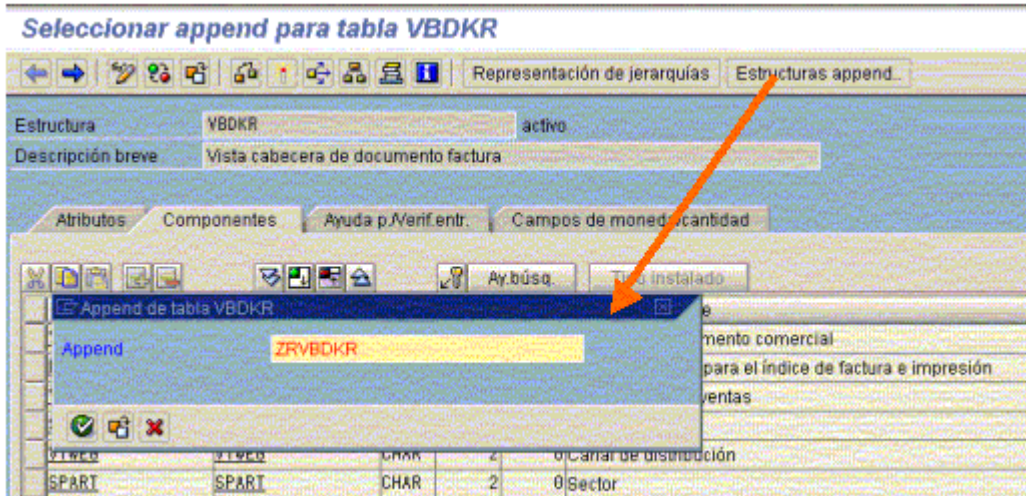 Seleccionar append para tabla VBDKR
Representación de jerarquías Estructuras append..
Estructura VBDKR activo
Descripción breve Vista cabecera de documento factura
Atributos Componentes Ayuda p./Verif.entr. Campos de moneda/cantidad
Ay.búsq. instalado
Append de tabla VBDKR
mento comercial
Append ZRVBDKR
para el índice de factura e impresión
ventas
VTWEG VTWEG CHAR 2 0 Canal de distribución
SPART SPART CHAR 2 0 Sector